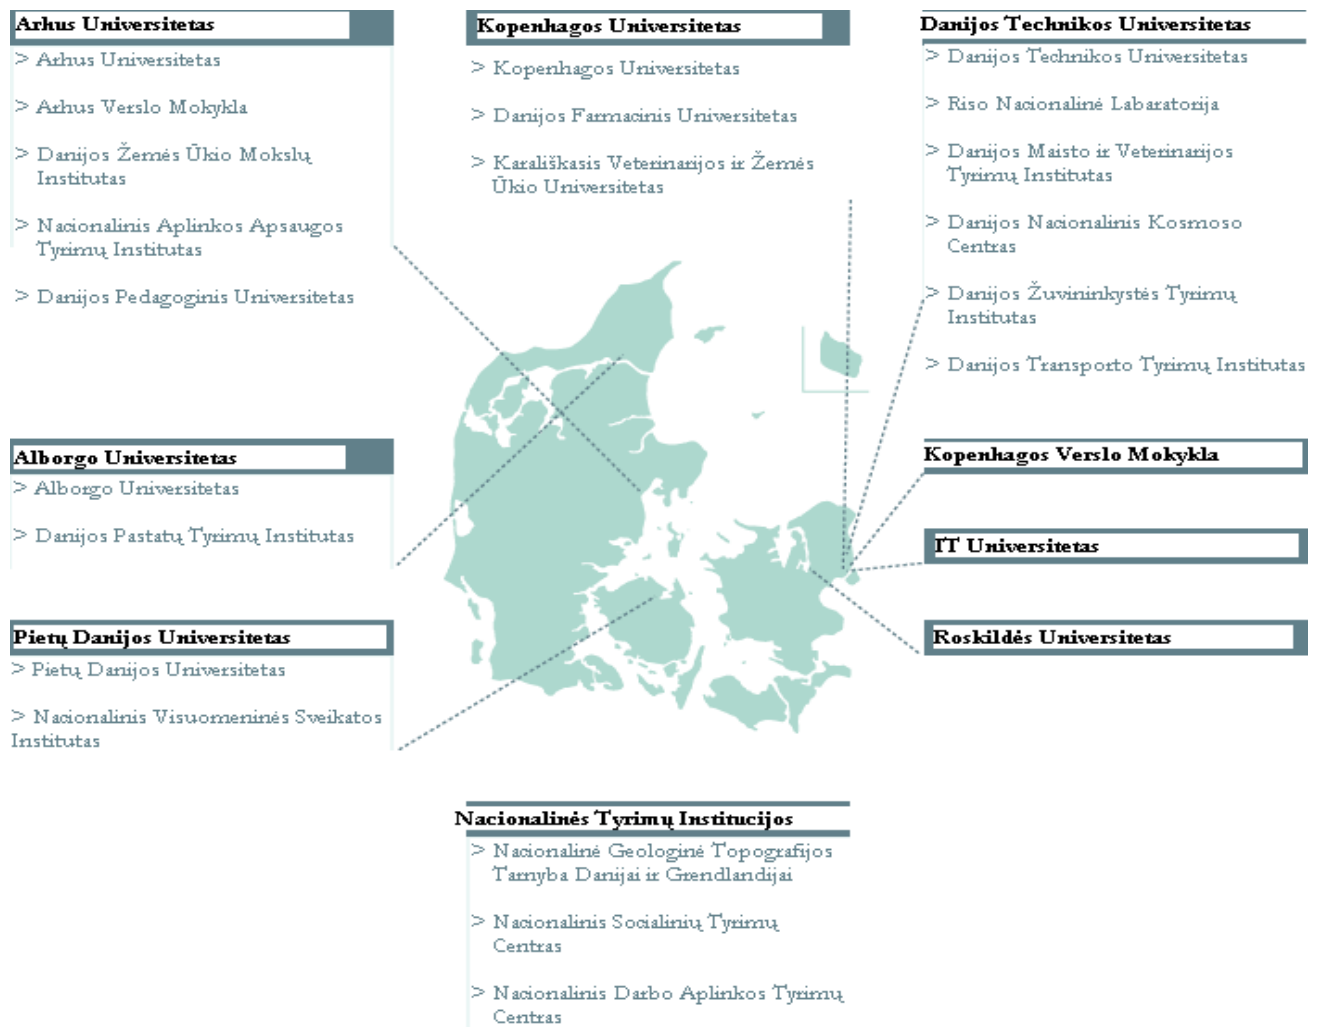 Arhus Universitetas
> Arhus Universitetas
> Arhus Verslo Mokykla
> Danijos Žemės Ūkio Mokslų
Institutas
> Nacionalinis Aplinkos Apsaugos
Tyrimų Institutas
> Danijos Pedagoginis Universitetas
Kopenhagos Universitetas
> Kopenhagos Universitetas
> Danijos Farmacinis Universitetas
> Karališkasis Veterinarijos ir Žemės
Ūkio Universitetas
Danijos Technikos Universitetas
> Danijos Technikos Universitetas
> Riso Nacionalinė Labaratorija
> Danijos Maisto ir Veterinarijos
Tyrimų Institutas
> Danijos Nacionalinis Kosmoso
Centras
> Danijos Žuvininkystės Tyrimų
Institutas
> Danijos Transporto Tyrimų Institutas
Alborgo Universitetas
> Alborgo Universitetas
> Danijos Pastatų Tyrimų Institutas
Kopenhagos Verslo Mokykla
IT Universitetas
Pietų Danijos Universitetas
> Pietų Danijos Universitetas
> Nacionalinis Visuomeninės Sveikatos
Institutas
Roskildės Universitetas
Nacionalinės Tyrimų Institucijos
> Nacionalinė Geologinė Topografijos
Tarnyba Danijai ir Grendlandijai
> Nacionalinis Socialinių Tyrimų
Centras
> Nacionalinis Darbo Aplinkos Tyrimų
Centras